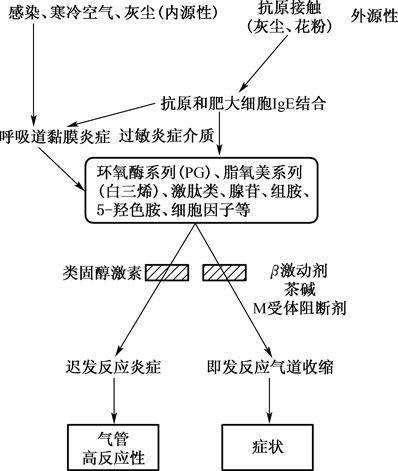 感染、寒冷空气、灰尘(内源性)
抗原接触
(灰尘、花粉)
外源性
抗原和肥大细胞IgE结合
呼吸道黏膜炎症
过敏炎症介质
环氧酶系列(PG)、脂氧美系列
(白三烯)、激肽类、腺苷、组胺、
5-羟色胺、细胞因子等
类固醇激素
β激动剂
茶碱
M受体阻断剂
迟发反应炎症
即发反应气道收缩
气管
高反应性
症状